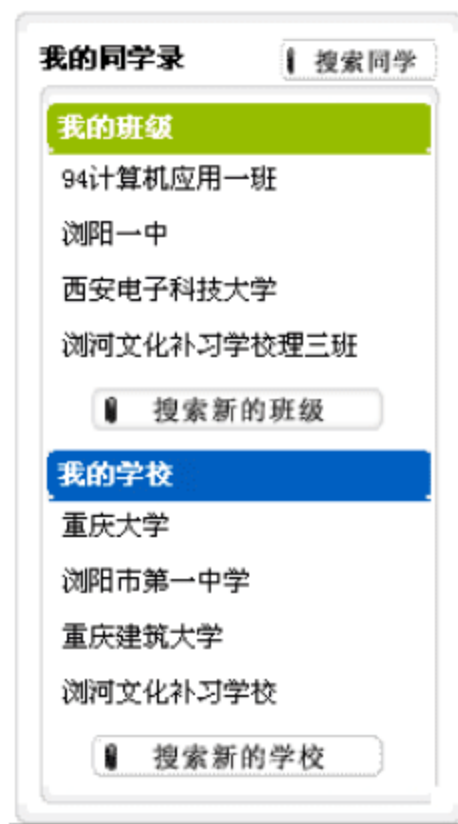 我的同学录 搜索同学
我的班级
94计算机应用一班
浏阳一中
西安电子科技大学
浏河文化补习学校理三班
搜索新的班级
我的学校
重庆大学
浏阳市第一中学
重庆建筑大学
浏河文化补习学校
搜索新的学校